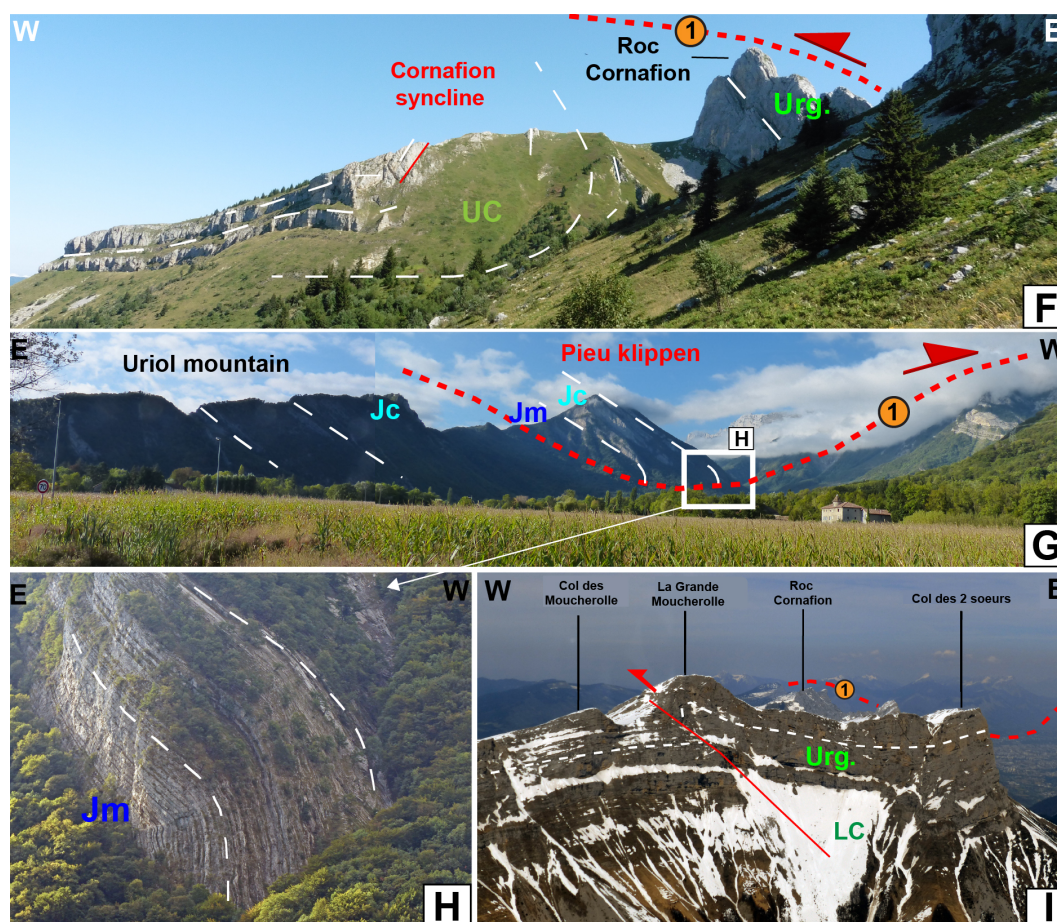 W
E
1
Roc
Cornafion
Cornafion
syncline
Urg.
UC
F
E
W
Uriol mountain
Pieu klippen
Jc
Jc
Jm
1
H
G
E
W
Jm
H
W
E
Col des
Moucherolle
La Grande
Moucherolle
Roc
Cornafion
Col des 2 soeurs
1
Urg.
LC
I